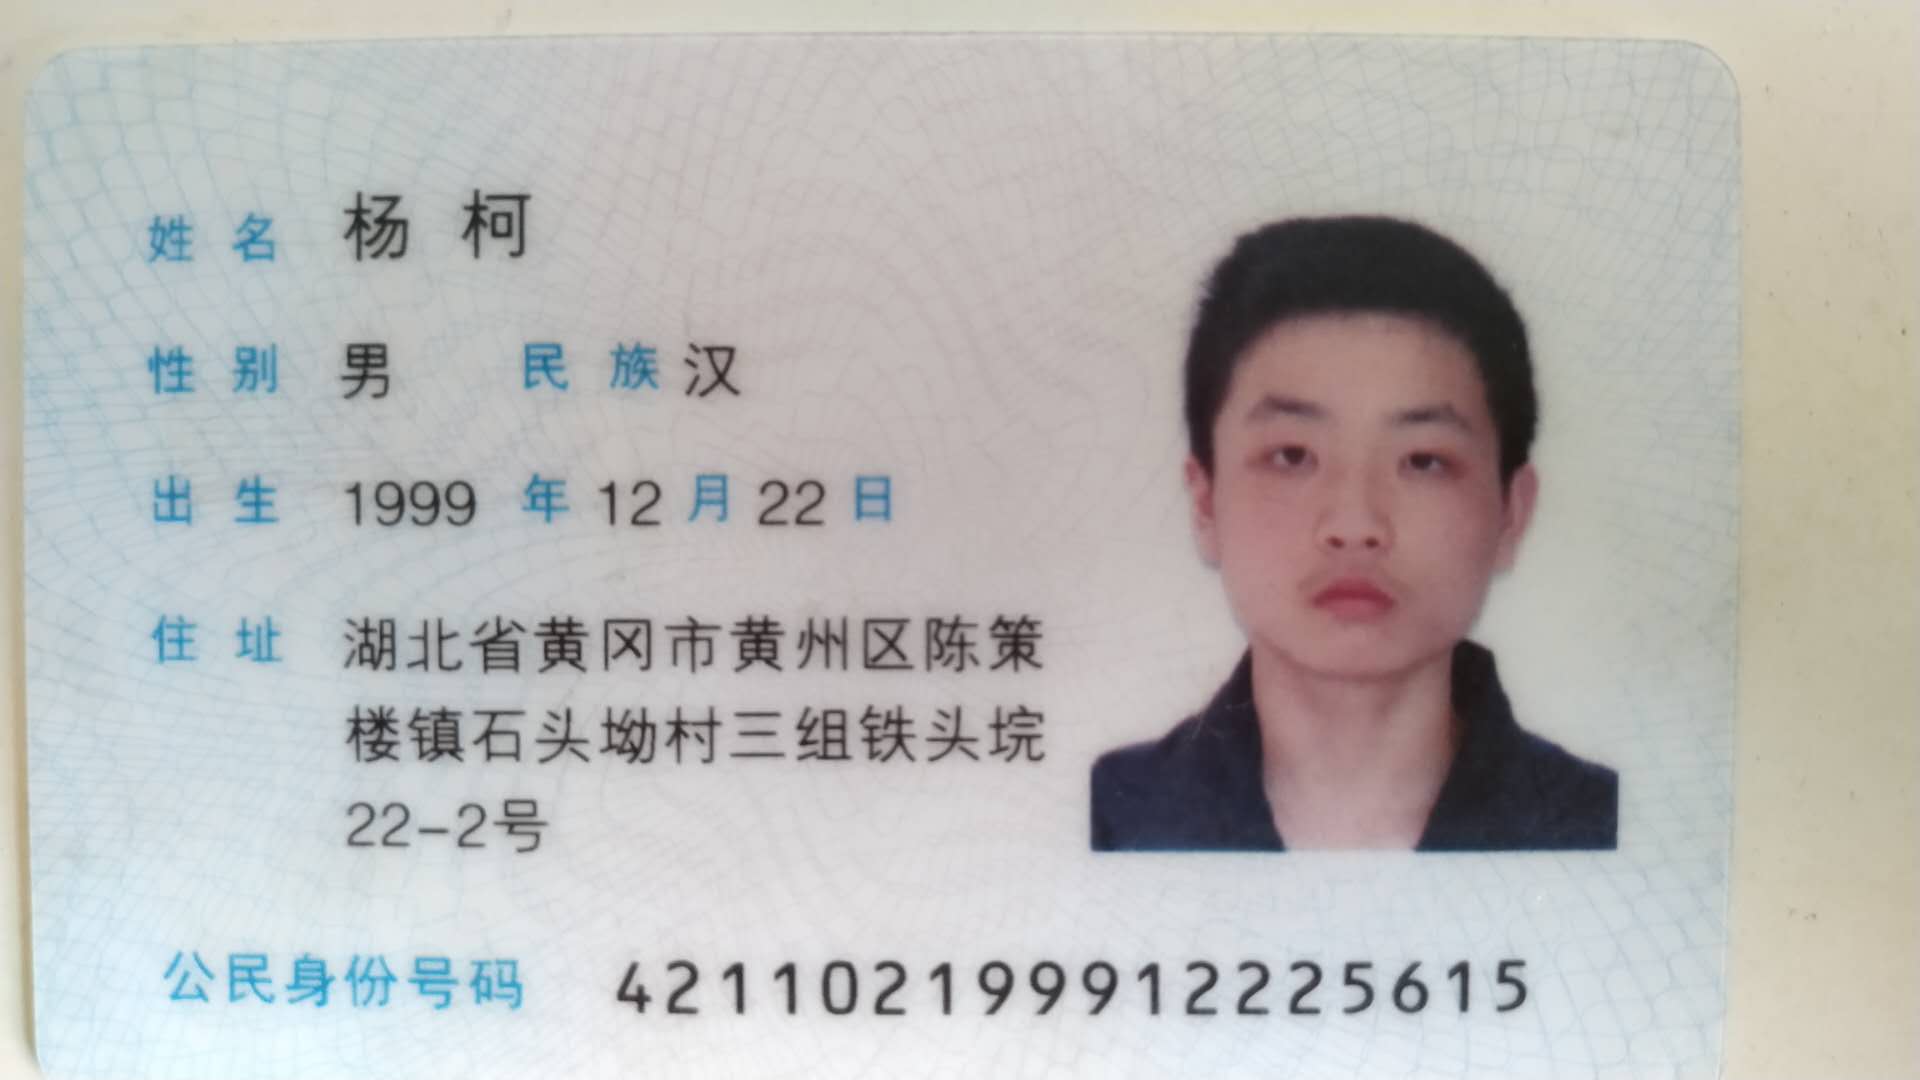 姓名 杨柯
性别 男 民族 汉
出生 1999 年 12 月 22 日
住址 湖北省黄冈市黄州区陈策
楼镇石头坳村三组铁头垸
22-2号
公民身份号码 421102199912225615